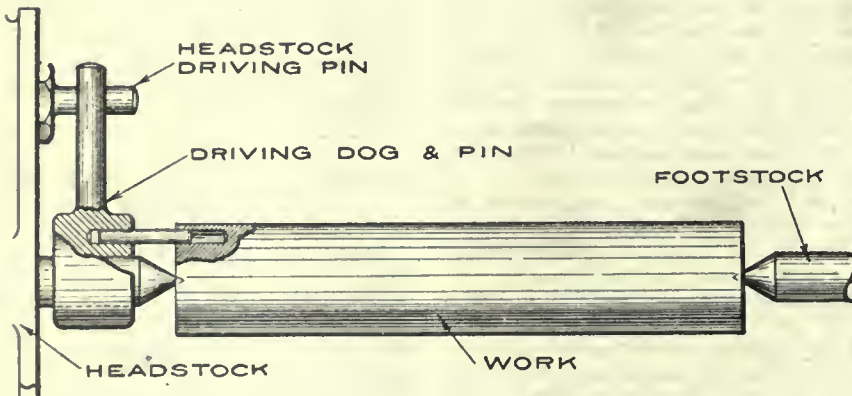 HEADSTOCK
DRIVING PIN
DRIVING DOG & PIN
FOOTSTOCK
HEADSTOCK
WORK